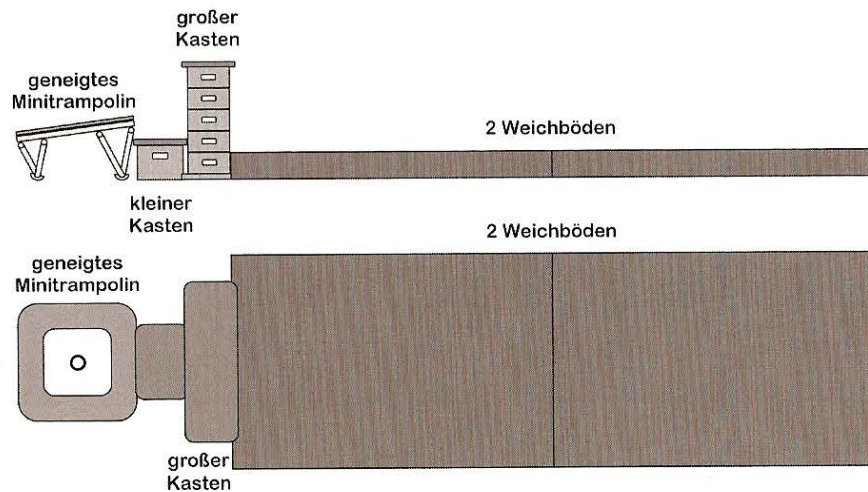 großer
Kasten
geneigtes
Minitrampolin
2 Weichböden
kleiner
Kasten
2 Weichböden
geneigtes
Minitrampolin
großer
Kasten